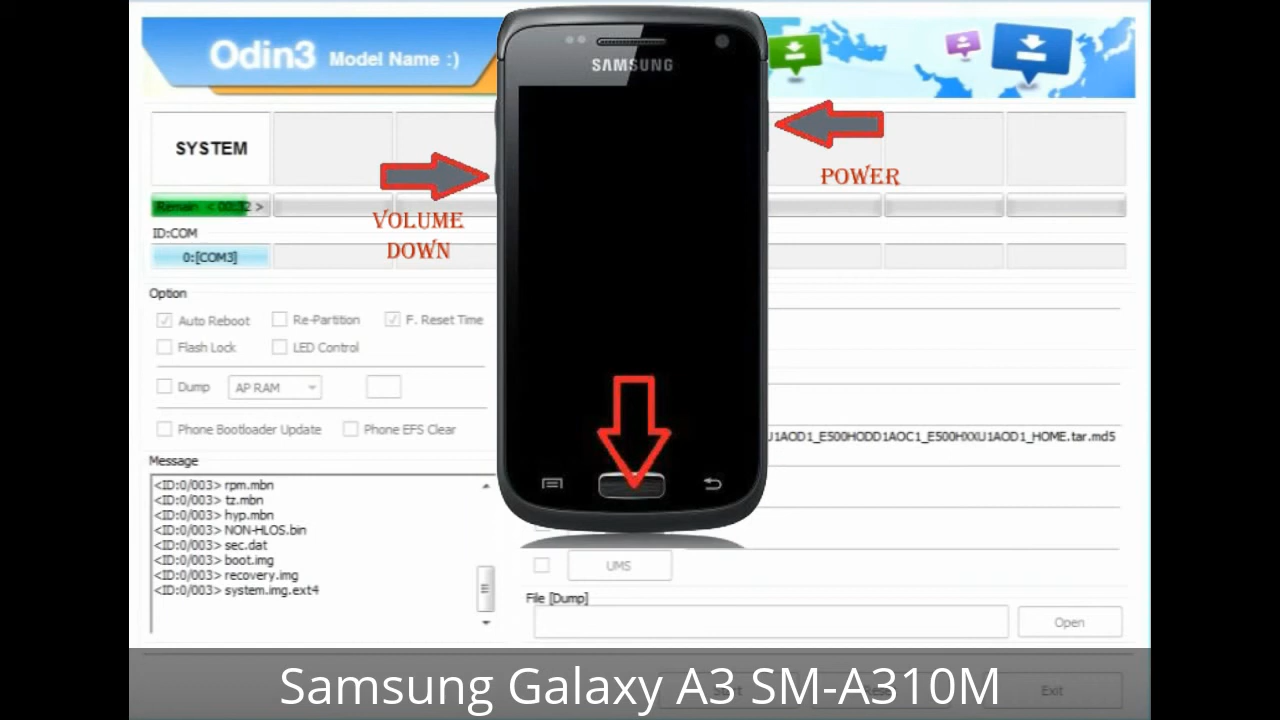 Odin3 Model Name :)
SAMSUNG
SYSTEM
POWER
VOLUME
DOWN
ID:COM
0:[COM3]
Option
Auto Reboot
Re-Partition
F. Reset Time
Flash Lock
LED Control
Dump
AP RAM
Phone Bootloader Update
Phone EFS Clear
U1AOD1_E500HODD1AOC1_E500HXXU1AOD1_HOME.tar.md5
Message
<ID:0/003> rpm.mbn
<ID:0/003> tz.mbn
<ID:0/003> hyp.mbn
<ID:0/003> NON-HLOS.bin
<ID:0/003> sec.dat
<ID:0/003> boot.img
<ID:0/003> recovery.img
<ID:0/003> system.img.ext4
UMS
File [Dump]
Open
Exit
Samsung Galaxy A3 SM-A310M